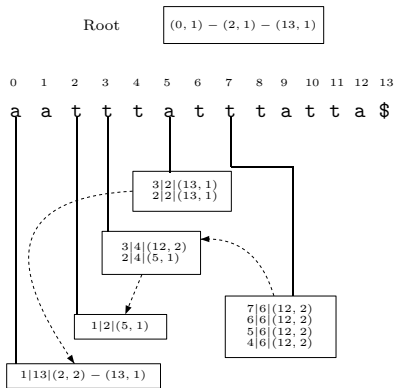 Root (0, 1) − (2, 1) − (13, 1)
0 1 2 3 4 5 6 7 8 9 10 11 12 13
a a t t t a t t t a t t a $
3|2|(13, 1)
2|2|(13, 1)
3|4|(12, 2)
2|4|(5, 1)
7|6|(12, 2)
6|6|(12, 2)
5|6|(12, 2)
4|6|(12, 2)
1|2|(5, 1)
1|13|(2, 2) − (13, 1)